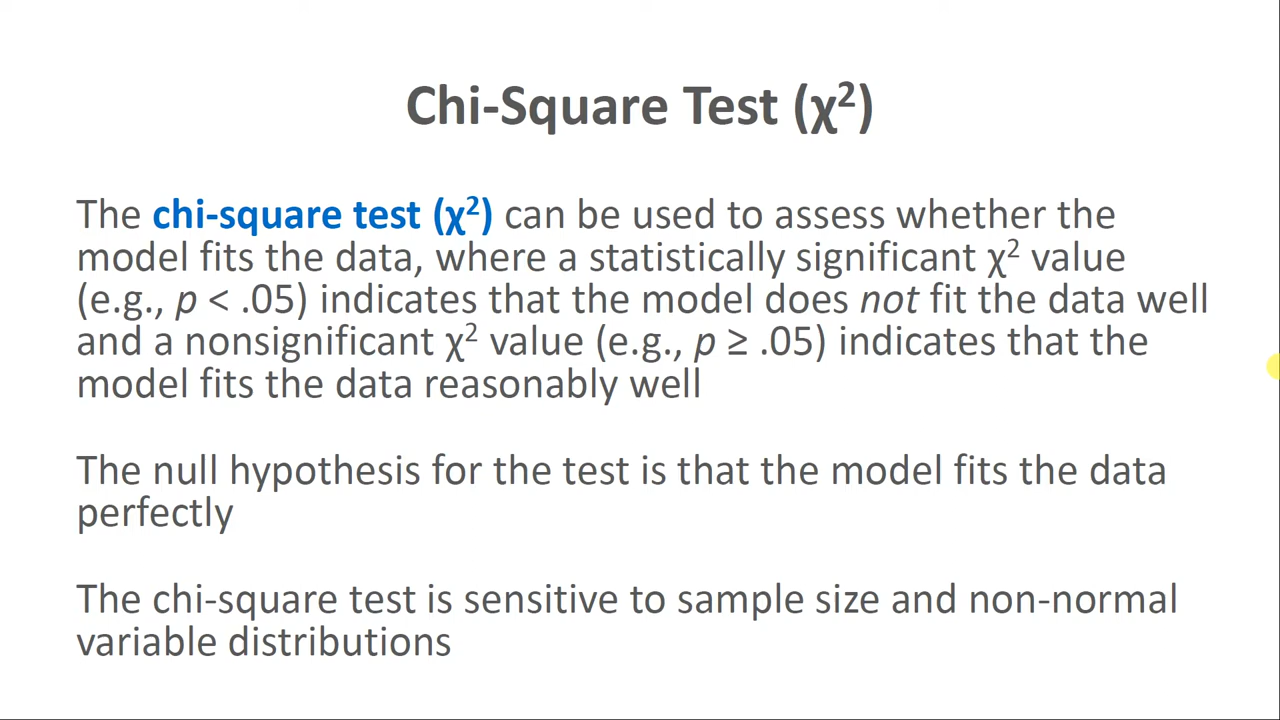 Chi-Square Test (χ²)
The chi-square test (χ²) can be used to assess whether the
model fits the data, where a statistically significant χ² value
(e.g., p < .05) indicates that the model does not fit the data well
and a nonsignificant χ² value (e.g., p ≥ .05) indicates that the
model fits the data reasonably well
The null hypothesis for the test is that the model fits the data
perfectly
The chi-square test is sensitive to sample size and non-normal
variable distributions